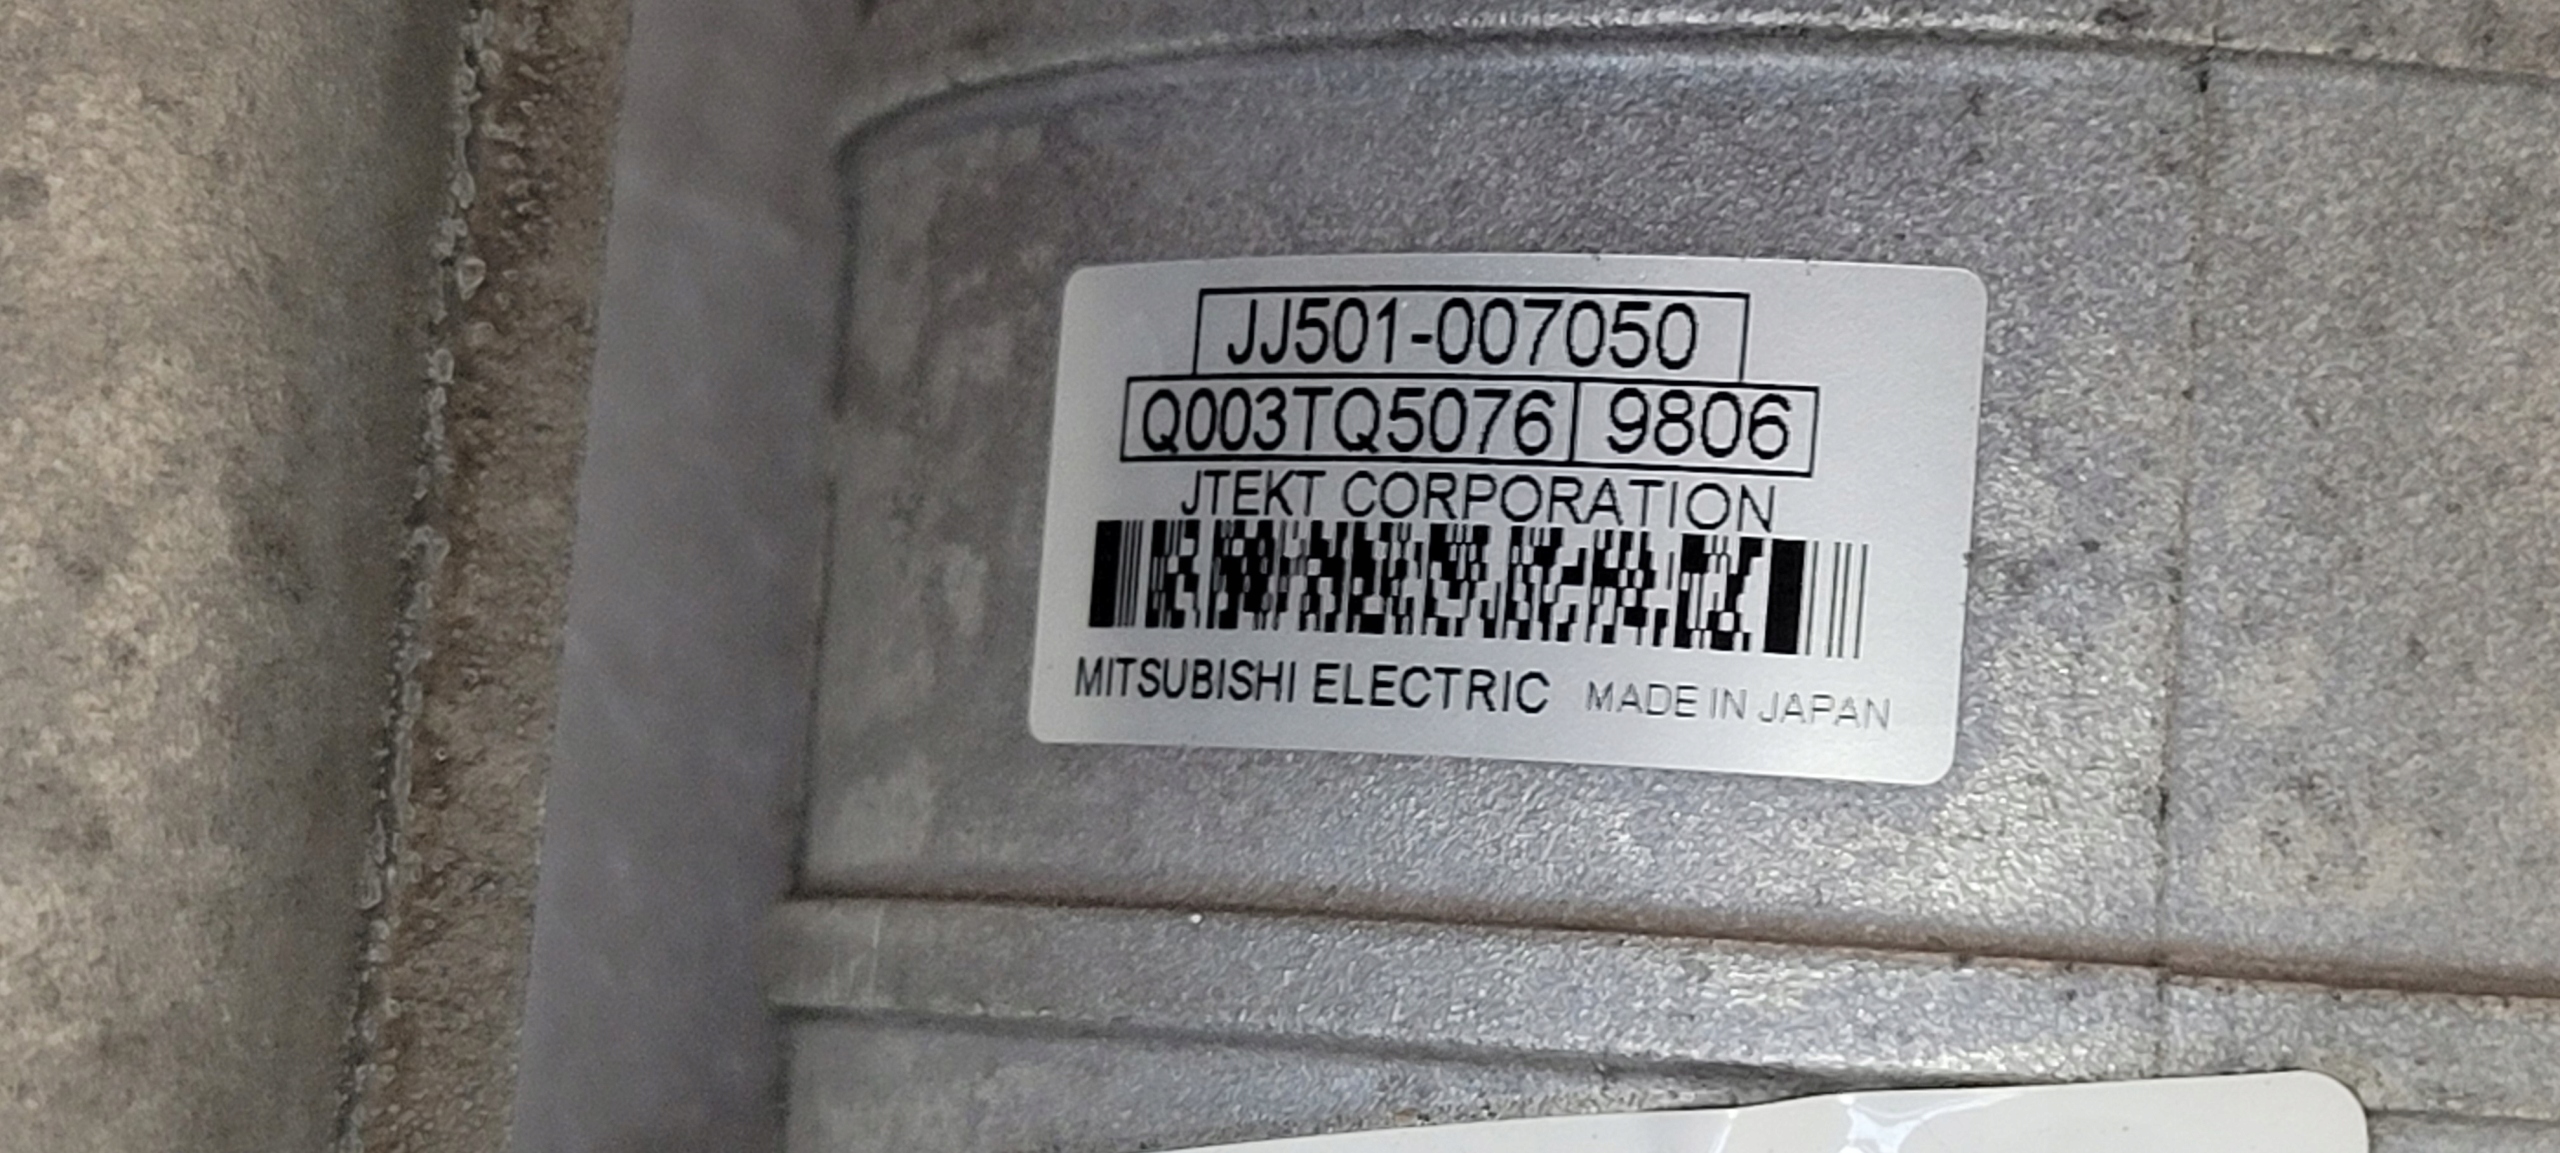 JJ501-007050
Q003TQ5076 9806
JTEKT CORPORATION
MITSUBISHI ELECTRIC MADE IN JAPAN